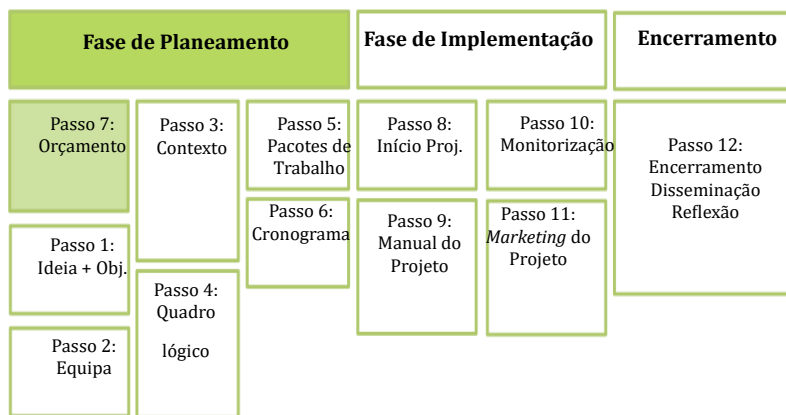 Fase de Planeamento
Fase de Implementação
Encerramento
Passo 7:
Orçamento
Passo 1:
Ideia + Obj.
Passo 2:
Equipa
Passo 3:
Contexto
Passo 4:
Quadro
lógico
Passo 5:
Pacotes de
Trabalho
Passo 6:
Cronograma
Passo 8:
Início Proj.
Passo 9:
Manual do
Projeto
Passo 10:
Monitorização
Passo 11:
Marketing do
Projeto
Passo 12:
Encerramento
Disseminação
Reflexão